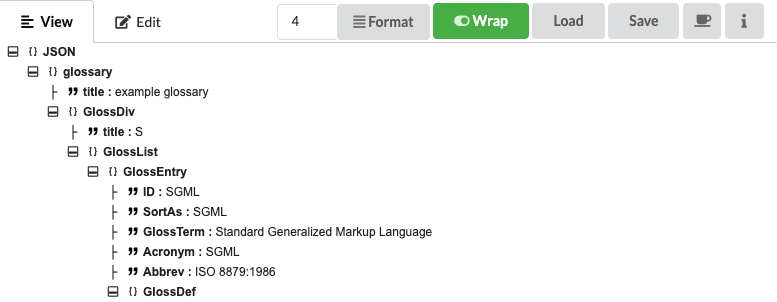 View Edit 4 Format Wrap Load Save
{} JSON
{} glossary
title : example glossary
{} GlossDiv
title : S
{} GlossList
{} GlossEntry
ID : SGML
SortAs : SGML
GlossTerm : Standard Generalized Markup Language
Acronym : SGML
Abbrev : ISO 8879:1986
{} GlossDef